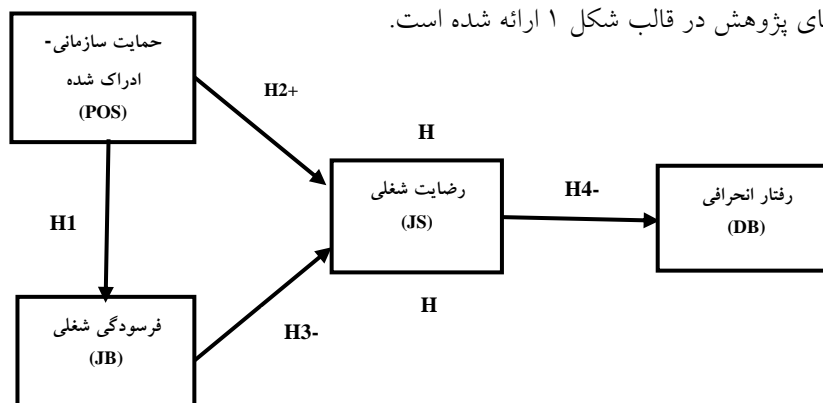 ای پژوهش در قالب شکل ۱ ارائه شده است.
حمایت سازمانی-
ادراک شده
(POS)
H2+
H
رضایت شغلی
(JS)
H4-
رفتار انحرافی
(DB)
H1
H
فرسودگی شغلی
(JB)
H3-